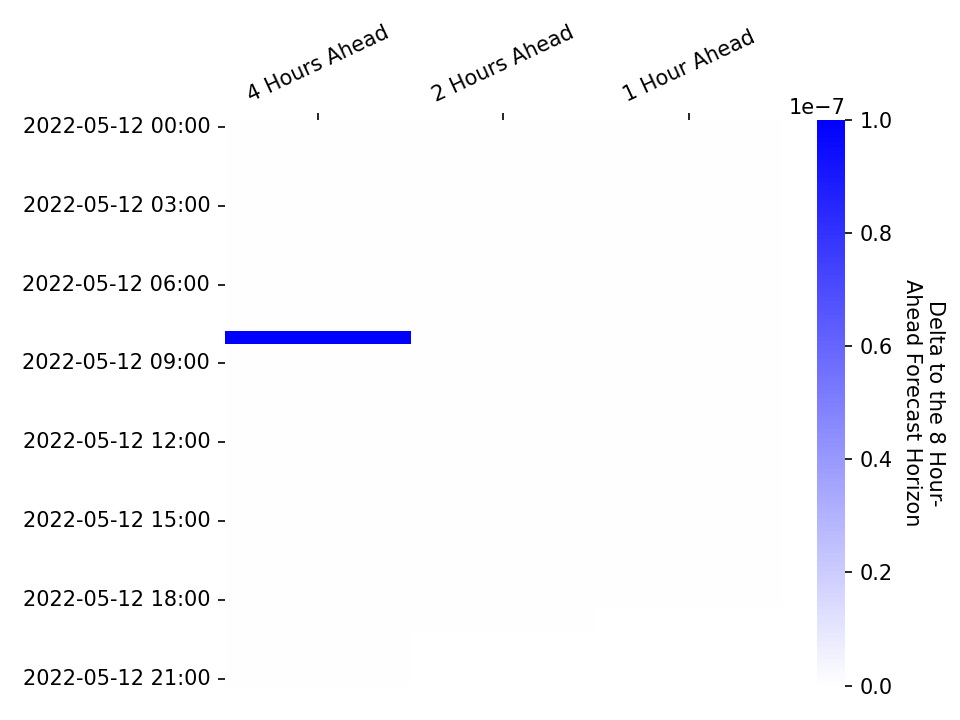 4 Hours Ahead
2 Hours Ahead
1 Hour Ahead
1e−7
2022-05-12 00:00
2022-05-12 03:00
2022-05-12 06:00
2022-05-12 09:00
2022-05-12 12:00
2022-05-12 15:00
2022-05-12 18:00
2022-05-12 21:00
1.0
0.8
0.6
0.4
0.2
0.0
Delta to the 8 Hour-
Ahead Forecast Horizon